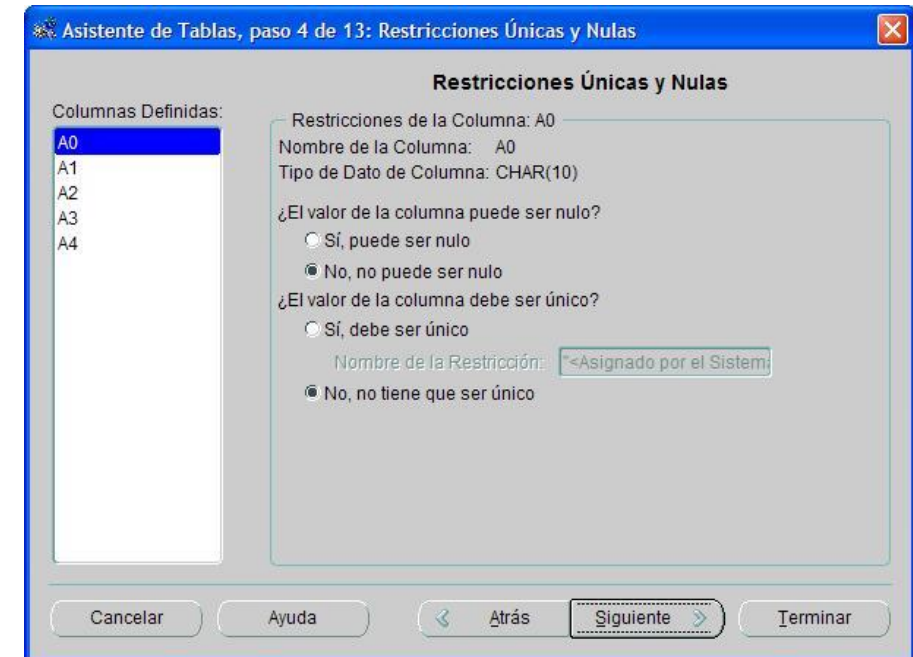 Asistente de Tablas, paso 4 de 13: Restricciones Únicas y Nulas
Restricciones Únicas y Nulas
Columnas Definidas:
A0
A1
A2
A3
A4
Restricciones de la Columna: A0
Nombre de la Columna: A0
Tipo de Dato de Columna: CHAR(10)
¿El valor de la columna puede ser nulo?
Sí, puede ser nulo
No, no puede ser nulo
¿El valor de la columna debe ser único?
Sí, debe ser único
Nombre de la Restricción: "<Asignado por el Sistema
No, no tiene que ser único
Cancelar
Ayuda
Atrás
Siguiente
Terminar